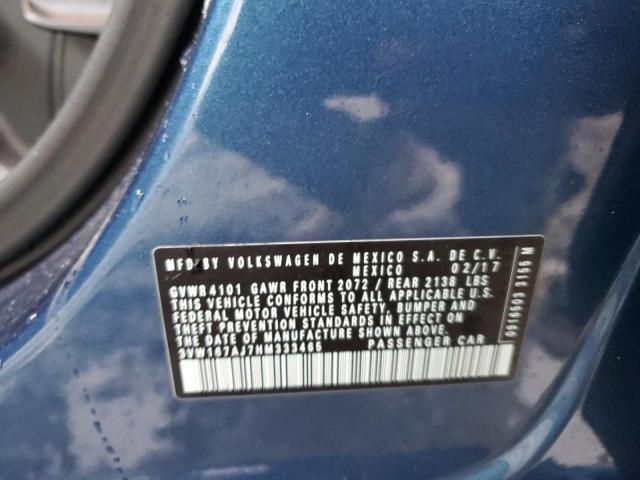 MFD BY VOLKSWAGEN DE MEXICO S.A. DE C.V.
MEXICO 02/17
GVWR4101 GAWR FRONT 2072 / REAR 2138 LBS
THIS VEHICLE CONFORMS TO ALL APPLICABLE U.S.
FEDERAL MOTOR VEHICLE SAFETY, BUMPER AND
THEFT PREVENTION STANDARDS IN EFFECT ON
THE DATE OF MANUFACTURE SHOWN ABOVE.
3VW167AJ7HM333465 PASSENGER CAR